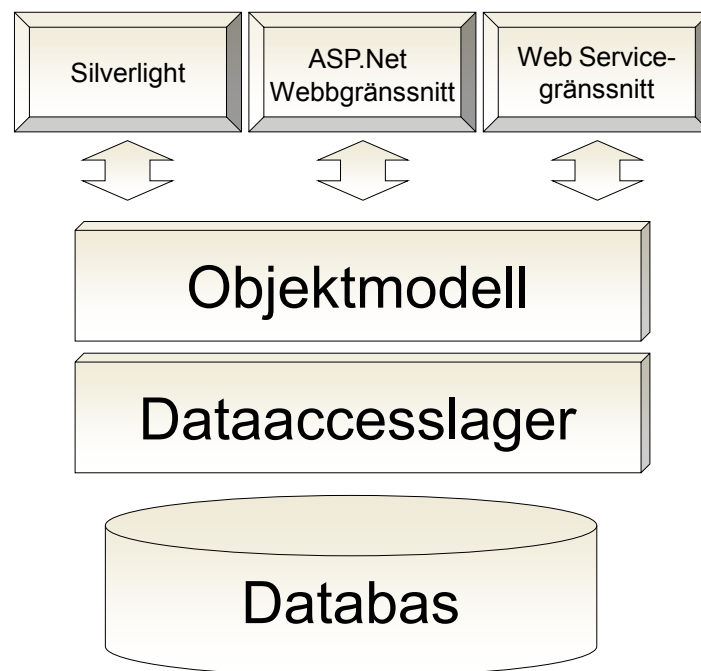 Silverlight
ASP.Net
Webbgränssnitt
Web Service-
gränssnitt
Objektmodell
Dataaccesslager
Databas